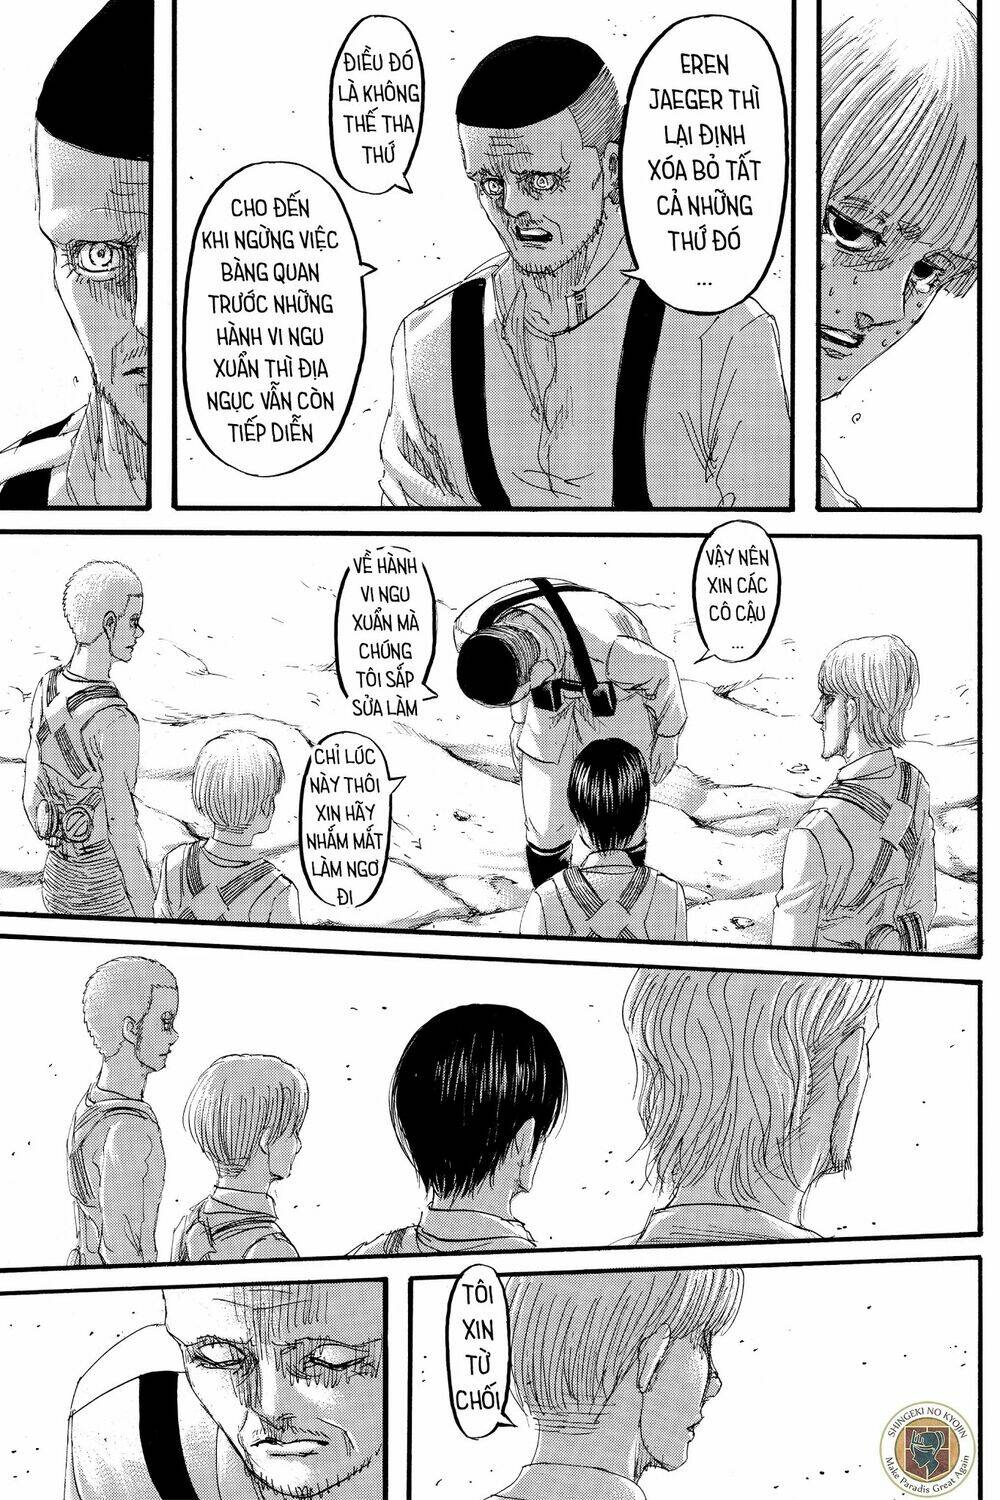 EREN
JAEGER THÌ
LẠI ĐỊNH
XÓA BỎ TẤT
CẢ NHỮNG
THỨ ĐÓ
...
ĐIỀU ĐÓ
LÀ KHÔNG
THỂ THA
THỨ
CHO ĐẾN
KHI NGỪNG VIỆC
BÀNG QUAN
TRƯỚC NHỮNG
HÀNH VI NGU
XUẨN THÌ ĐỊA
NGỤC VẪN CÒN
TIẾP DIỄN
VẬY NÊN
XIN CÁC
CÔ CẬU
...
VỀ HÀNH
VI NGU
XUẨN MÀ
CHÚNG
TÔI SẮP
SỬA LÀM
CHỈ LÚC
NÀY THÔI
XIN HÃY
NHẮM MẮT
LÀM NGƠ
ĐI
TÔI
XIN
TỪ
CHỐI
SHINGEKI NO KYOJIN
Make Paradis Great Again